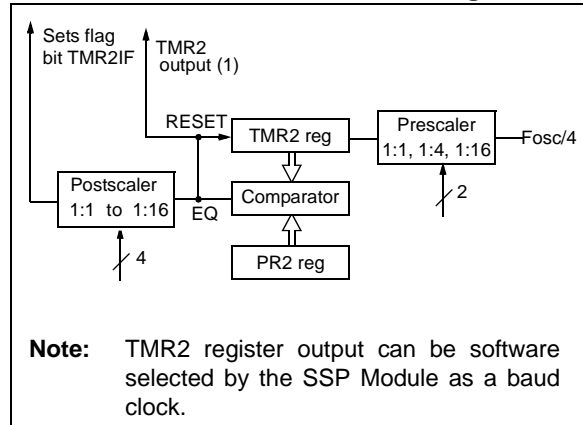 Sets flag
bit TMR2IF
TMR2
output (1)
RESET
TMR2 reg
Prescaler
1:1, 1:4, 1:16
Fosc/4
2
Postscaler
1:1 to 1:16
EQ
Comparator
4
PR2 reg
Note: TMR2 register output can be software
selected by the SSP Module as a baud
clock.